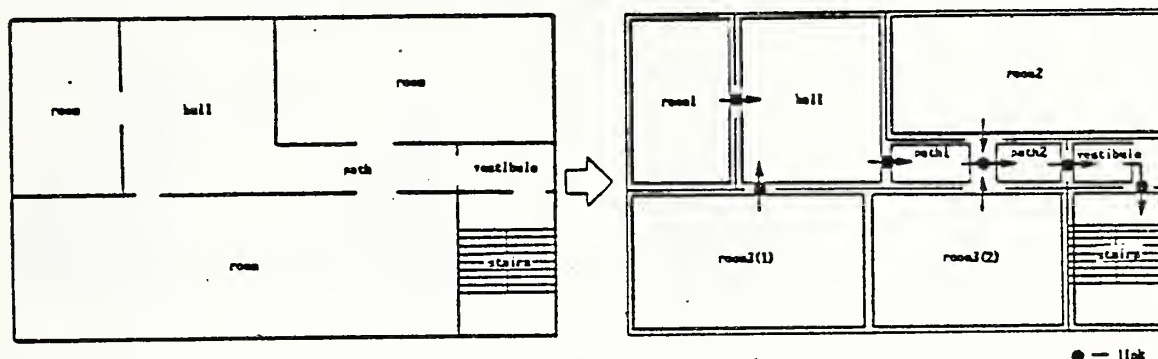 room
hall
room
path
vestibule
room
stairs
room1
hall
room2
path1
path2
vestibule
room3(1)
room3(2)
stairs
link